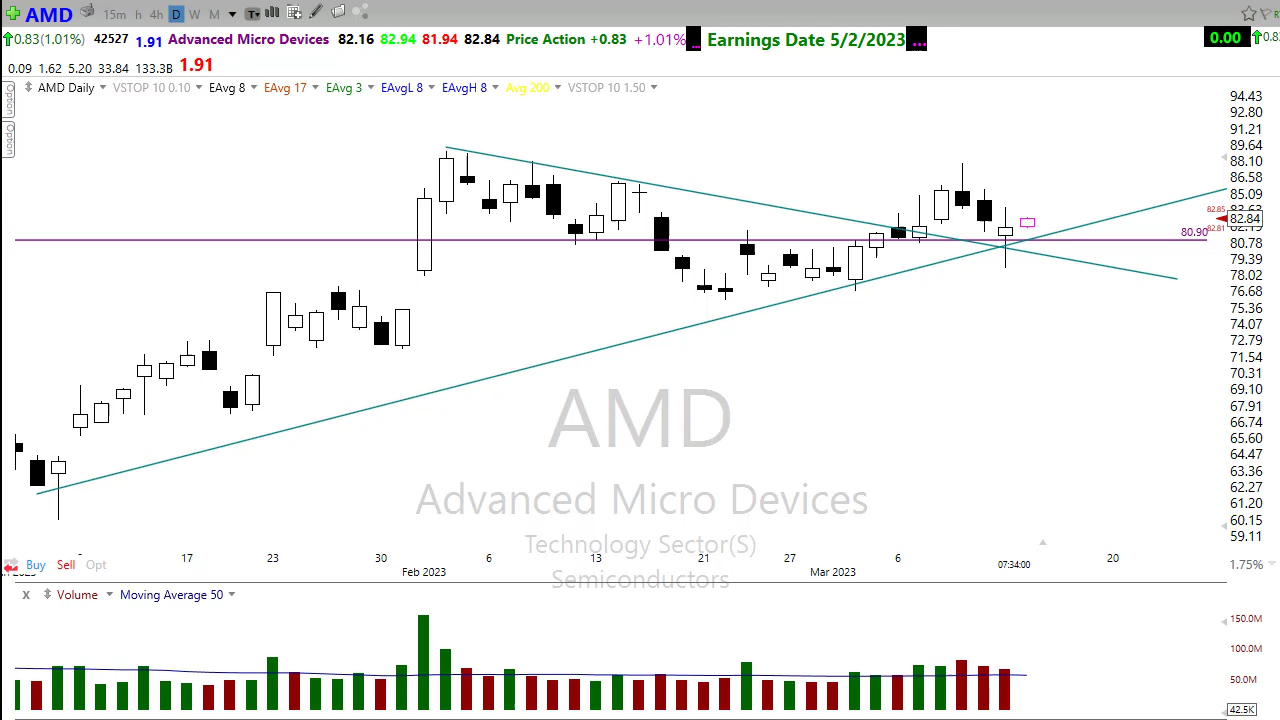 AMD 15m h 4h D W M
0.83(1.01%) 42527 1.91 Advanced Micro Devices 82.16 82.94 81.94 82.84 Price Action +0.83 +1.01% ... Earnings Date 5/2/2023 ... 0.00
0.09 1.62 5.20 33.84 133.3B 1.91
AMD Daily VSTOP 10 0.10 EAvg 8 EAvg 17 EAvg 3 EAvgL 8 EAvgH 8 Avg 200 VSTOP 10 1.50
Option
Option
94.43
92.80
91.21
89.64
88.10
86.58
85.09
82.85
82.84
82.81
80.90
80.78
79.39
78.02
76.68
75.36
74.07
72.79
71.54
70.31
69.10
67.91
66.74
65.60
64.47
63.36
62.27
61.20
60.15
59.11
AMD
Advanced Micro Devices
Technology Sector(S)
Semiconductors
17 23 30 6 13 21 27 6 07:34:00 20
Buy Sell Opt
Feb 2023 Mar 2023
1.75%
x Volume Moving Average 50
150.0M
100.0M
50.0M
42.5K